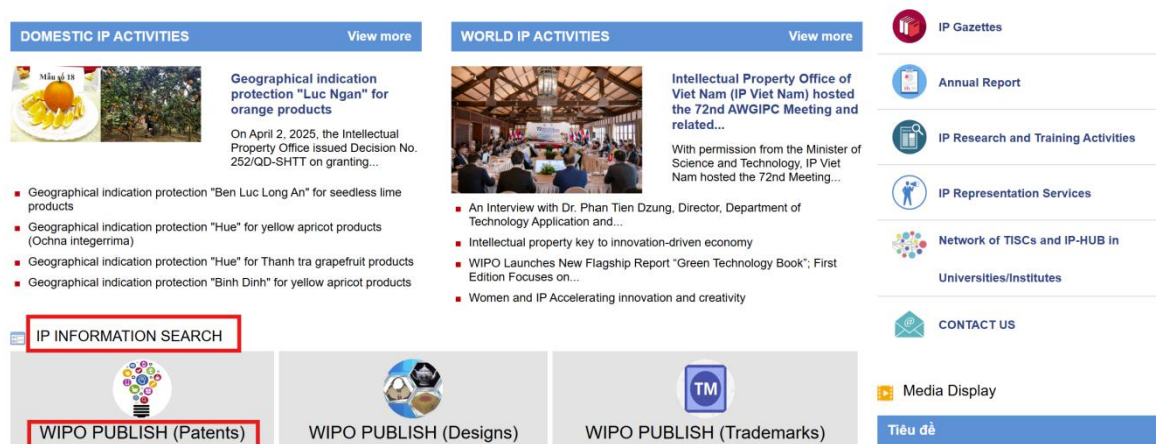 DOMESTIC IP ACTIVITIES
View more
Mẫu số 18
Geographical indication
protection "Luc Ngan" for
orange products
On April 2, 2025, the Intellectual
Property Office issued Decision No.
252/QD-SHTT on granting...
Geographical indication protection "Ben Luc Long An" for seedless lime
products
Geographical indication protection "Hue" for yellow apricot products
(Ochna integerrima)
Geographical indication protection "Hue" for Thanh tra grapefruit products
Geographical indication protection "Binh Dinh" for yellow apricot products
WORLD IP ACTIVITIES
View more
Intellectual Property Office of
Viet Nam (IP Viet Nam) hosted
the 72nd AWGIPC Meeting and
related...
With permission from the Minister of
Science and Technology, IP Viet
Nam hosted the 72nd Meeting...
An Interview with Dr. Phan Tien Dzung, Director, Department of
Technology Application and...
Intellectual property key to innovation-driven economy
WIPO Launches New Flagship Report “Green Technology Book”; First
Edition Focuses on...
Women and IP Accelerating innovation and creativity
IP INFORMATION SEARCH
WIPO PUBLISH (Patents)
WIPO PUBLISH (Designs)
TM
WIPO PUBLISH (Trademarks)
IP Gazettes
Annual Report
IP Research and Training Activities
IP Representation Services
Network of TISCs and IP-HUB in
Universities/Institutes
CONTACT US
Media Display
Tiêu đề